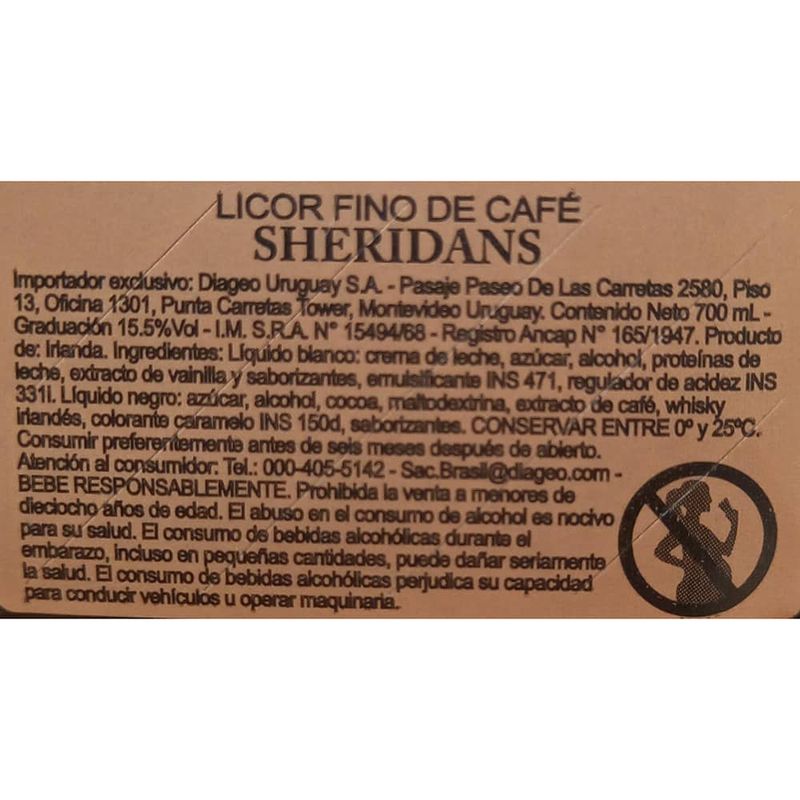 LICOR FINO DE CAFÉ
SHERIDANS
Importador exclusivo: Diageo Uruguay S.A. - Pasaje Paseo De Las Carretas 2580, Piso
13, Oficina 1301, Punta Carretas Tower, Montevideo Uruguay. Contenido Neto 700 mL -
Graduación 15.5%Vol - I.M. S.R.A. N° 15494/68 - Registro Ancap N° 165/1947. Producto
de: Irlanda. Ingredientes: Líquido blanco: crema de leche, azúcar, alcohol, proteínas de
leche, extracto de vainilla y saborizantes, emulsificante INS 471, regulador de acidez INS
331i. Líquido negro: azúcar, alcohol, cocoa, maltodextrina, extracto de café, whisky
irlandés, colorante caramelo INS 150d, saborizantes. CONSERVAR ENTRE 0º y 25ºC.
Consumir preferentemente antes de seis meses después de abierto.
Atención al consumidor: Tel.: 000-405-5142 - Sac.Brasil@diageo.com -
BEBE RESPONSABLEMENTE. Prohibida la venta a menores de
dieciocho años de edad. El abuso en el consumo de alcohol es nocivo
para su salud. El consumo de bebidas alcohólicas durante el
embarazo, incluso en pequeñas cantidades, puede dañar seriamente
la salud. El consumo de bebidas alcohólicas perjudica su capacidad
para conducir vehículos u operar maquinaria.